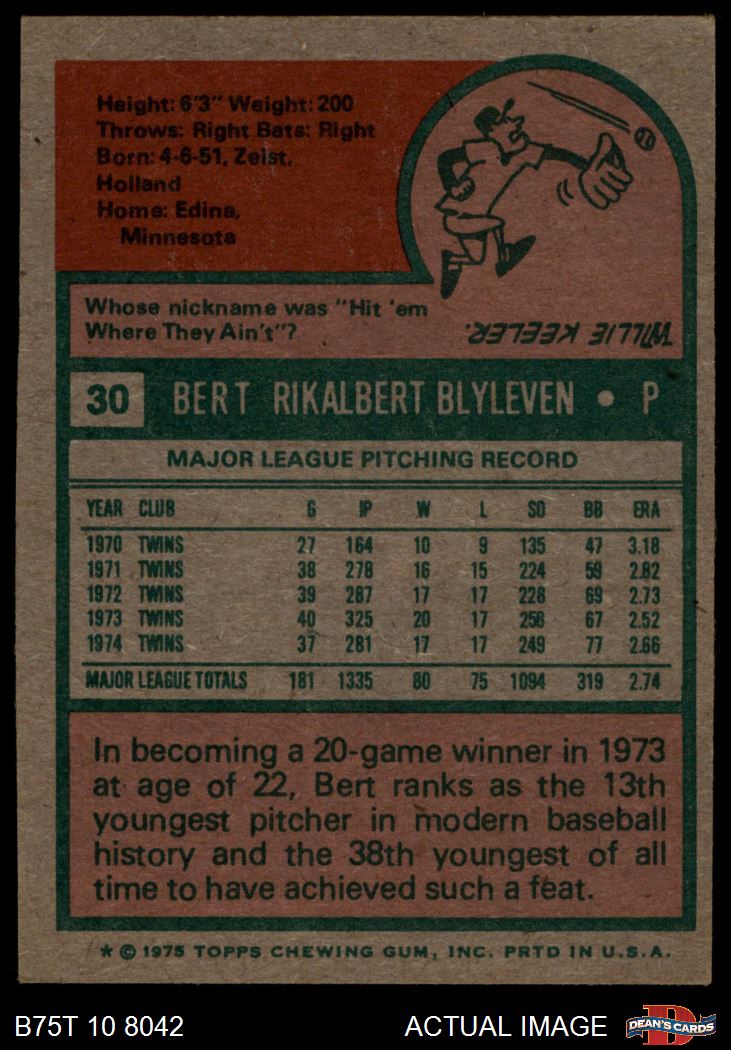 Height: 6'3" Weight: 200
Throws: Right Bats: Right
Born: 4-6-51, Zeist,
Holland
Home: Edina,
Minnesota
Whose nickname was "Hit 'em
Where They Ain't"?
WILLIE KEELER.
30 BERT RIKALBERT BLYLEVEN • P
MAJOR LEAGUE PITCHING RECORD
YEAR CLUB G IP W L SO BB ERA
1970 TWINS 27 164 10 9 135 47 3.18
1971 TWINS 38 278 16 15 224 59 2.82
1972 TWINS 39 287 17 17 228 69 2.73
1973 TWINS 40 325 20 17 258 67 2.52
1974 TWINS 37 281 17 17 249 77 2.66
MAJOR LEAGUE TOTALS 181 1335 80 75 1094 319 2.74
In becoming a 20-game winner in 1973
at age of 22, Bert ranks as the 13th
youngest pitcher in modern baseball
history and the 38th youngest of all
time to have achieved such a feat.
* © 1975 TOPPS CHEWING GUM, INC. PRTD IN U.S.A.
B75T 10 8042 ACTUAL IMAGE DEAN'S CARDS